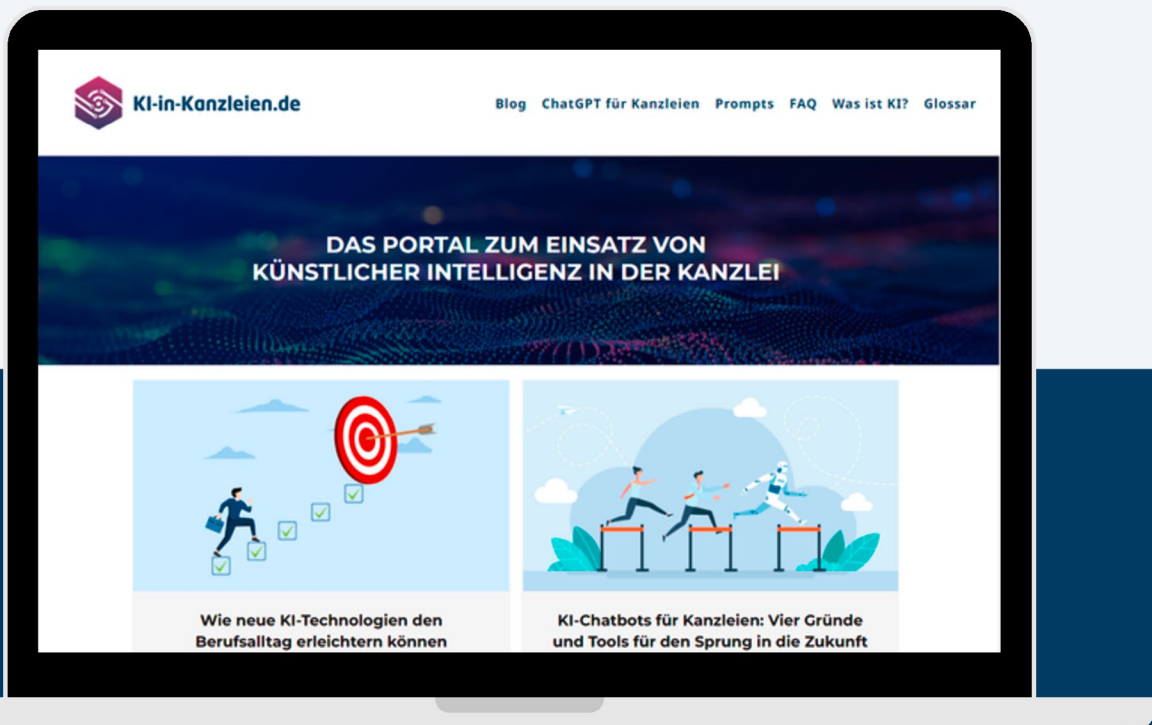 KI-in-Kanzleien.de
Blog ChatGPT für Kanzleien Prompts FAQ Was ist KI? Glossar
DAS PORTAL ZUM EINSATZ VON
KÜNSTLICHER INTELLIGENZ IN DER KANZLEI
Wie neue KI-Technologien den
Berufsalltag erleichtern können
KI-Chatbots für Kanzleien: Vier Gründe
und Tools für den Sprung in die Zukunft